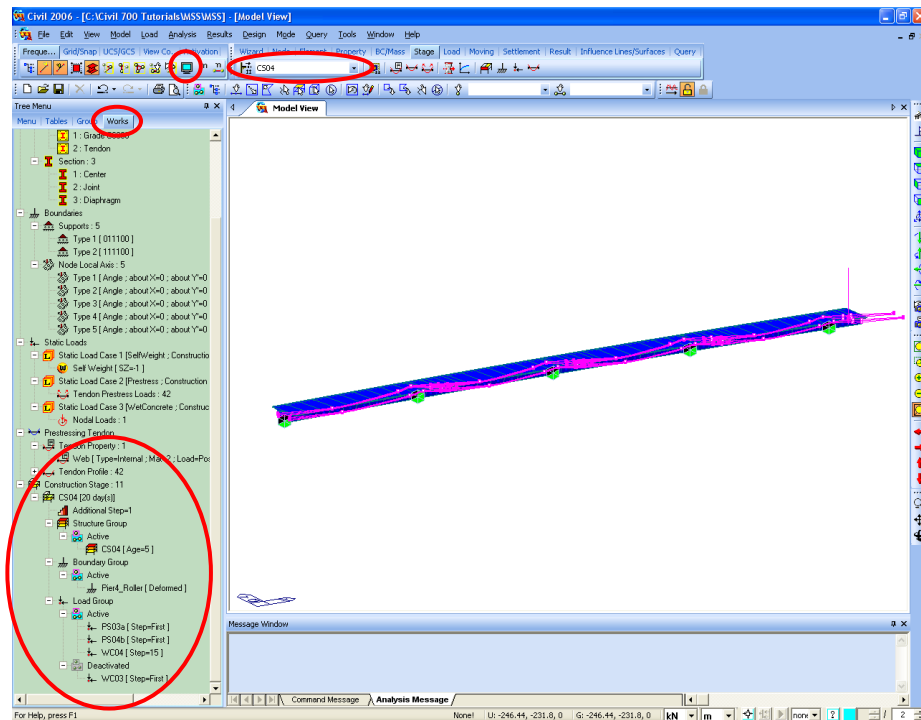 Civil 2006 - [C:\Civil 700 Tutorials\MSS\MSS] - [Model View]
File Edit View Model Load Analysis Results Design Mode Query Tools Window Help
Freque... Grid/Snap UCS/GCS View Co... Activation Wizard Node Element Property BC/Mass Stage Load Moving Settlement Result Influence Lines/Surfaces Query
CS04
Tree Menu
Model View
Menu Tables Group Works
2 : Tendon
Section : 3
1 : Center
2 : Joint
3 : Diaphragm
Boundaries
Supports : 5
Type 1 [ 011100 ]
Type 2 [ 111100 ]
Node Local Axis : 5
Type 1 [ Angle ; about X=0 ; about Y'=0
Type 2 [ Angle ; about X=0 ; about Y'=0
Type 3 [ Angle ; about X=0 ; about Y'=0
Type 4 [ Angle ; about X=0 ; about Y'=0
Type 5 [ Angle ; about X=0 ; about Y'=0
Static Loads
Static Load Case 1 [SelfWeight ; Constructio
Self Weight [ SZ=-1 ]
Static Load Case 2 [Prestress ; Construction
Tendon Prestress Loads : 42
Static Load Case 3 [WetConcrete ; Construc
Nodal Loads : 1
Prestressing Tendon
Tendon Property : 1
Web [ Type=Internal ; Mat=2 ; Load=Pos
Tendon Profile : 42
Construction Stage : 11
CS04 [20 day(s)]
Additional Step=1
Structure Group
Active
CS04 [ Age=5 ]
Boundary Group
Active
Pier4_Roller [ Deformed ]
Load Group
Active
PS03a [ Step=First ]
PS04b [ Step=First ]
WC04 [ Step=15 ]
Deactivated
WC03 [ Step=First ]
Message Window
Command Message Analysis Message
For Help, press F1 None! U: -246.44, -231.8, 0 G: -246.44, -231.8, 0 kN m none ? / 2